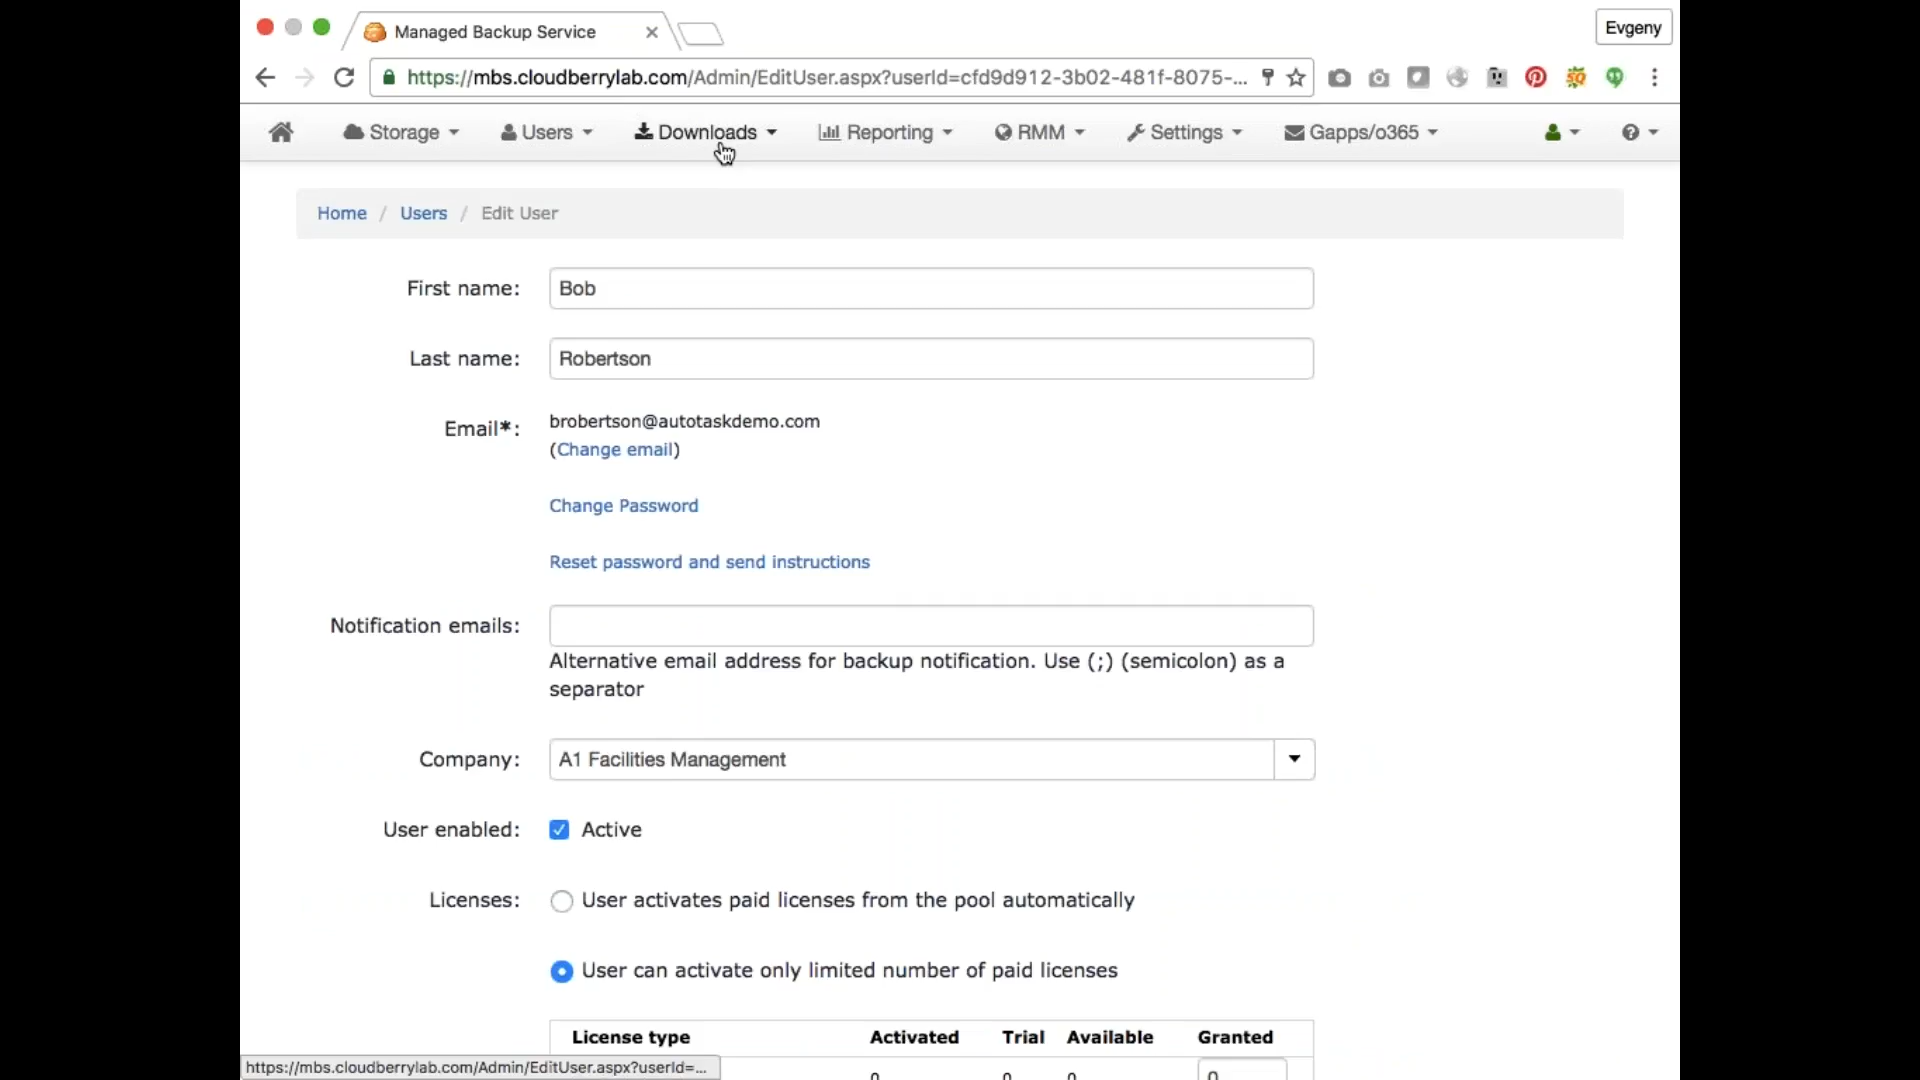 Managed Backup Service
Evgeny
https://mbs.cloudberrylab.com/Admin/EditUser.aspx?userId=cfd9d912-3b02-481f-8075-...
Storage Users Downloads Reporting RMM Settings Gapps/o365
Home / Users / Edit User
First name: Bob
Last name: Robertson
Email*: brobertson@autotaskdemo.com
(Change email)
Change Password
Reset password and send instructions
Notification emails:
Alternative email address for backup notification. Use (;) (semicolon) as a
separator
Company: A1 Facilities Management
User enabled: Active
Licenses: User activates paid licenses from the pool automatically
User can activate only limited number of paid licenses
License type Activated Trial Available Granted
0 0 0 0
https://mbs.cloudberrylab.com/Admin/EditUser.aspx?userId=...